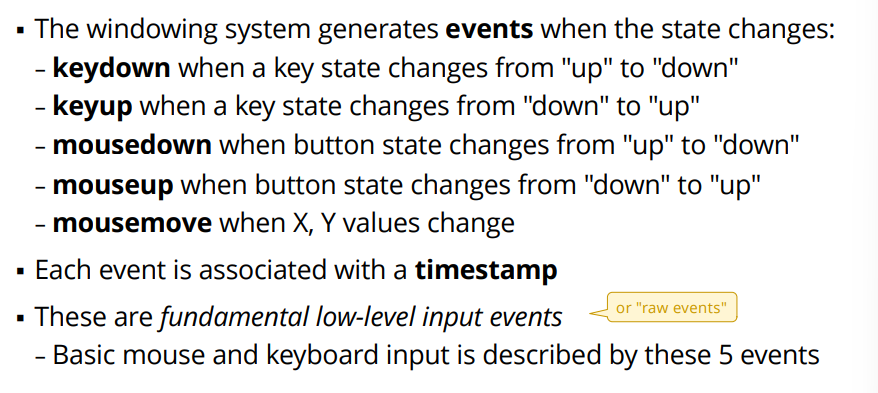 ▪ The windowing system generates events when the state changes:
– keydown when a key state changes from "up" to "down"
– keyup when a key state changes from "down" to "up"
– mousedown when button state changes from "up" to "down"
– mouseup when button state changes from "down" to "up"
– mousemove when X, Y values change
▪ Each event is associated with a timestamp
▪ These are fundamental low-level input events
or "raw events"
– Basic mouse and keyboard input is described by these 5 events